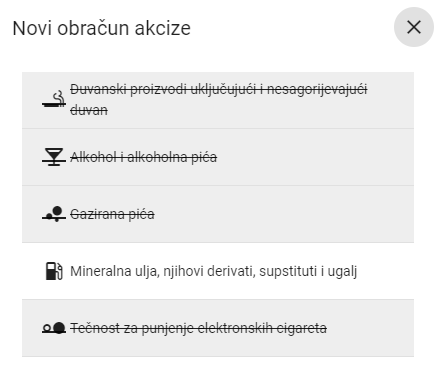 Novi obračun akcize
Duvanski proizvodi uključujući i nesagorijevajući
duvan
Alkohol i alkoholna pića
Gazirana pića
Mineralna ulja, njihovi derivati, supstituti i ugalj
Tečnost za punjenje elektronskih cigareta